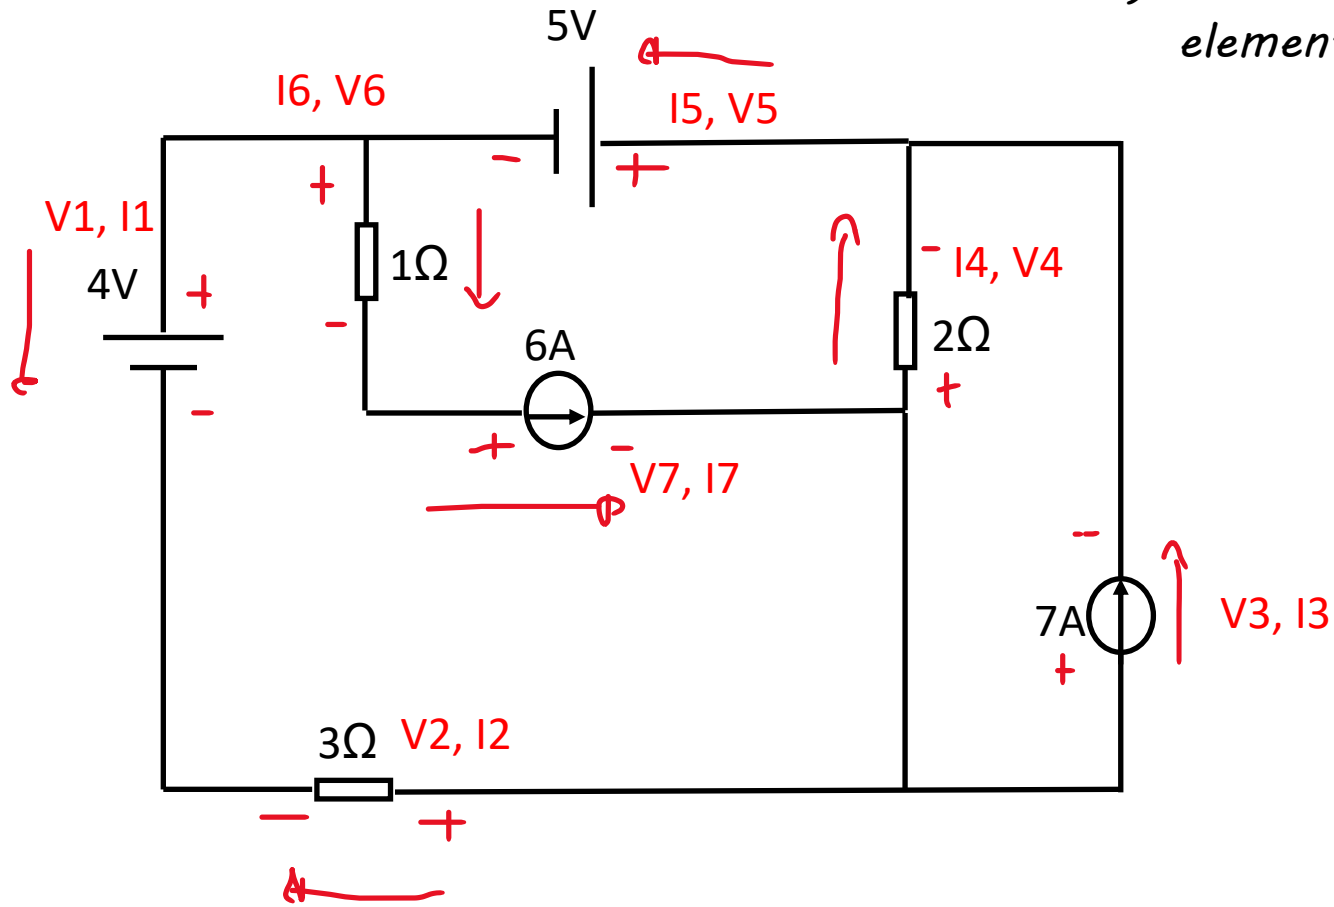 5V
element
I6, V6
I5, V5
V1, I1
4V
1Ω
I4, V4
2Ω
6A
V7, I7
7A
V3, I3
3Ω
V2, I2